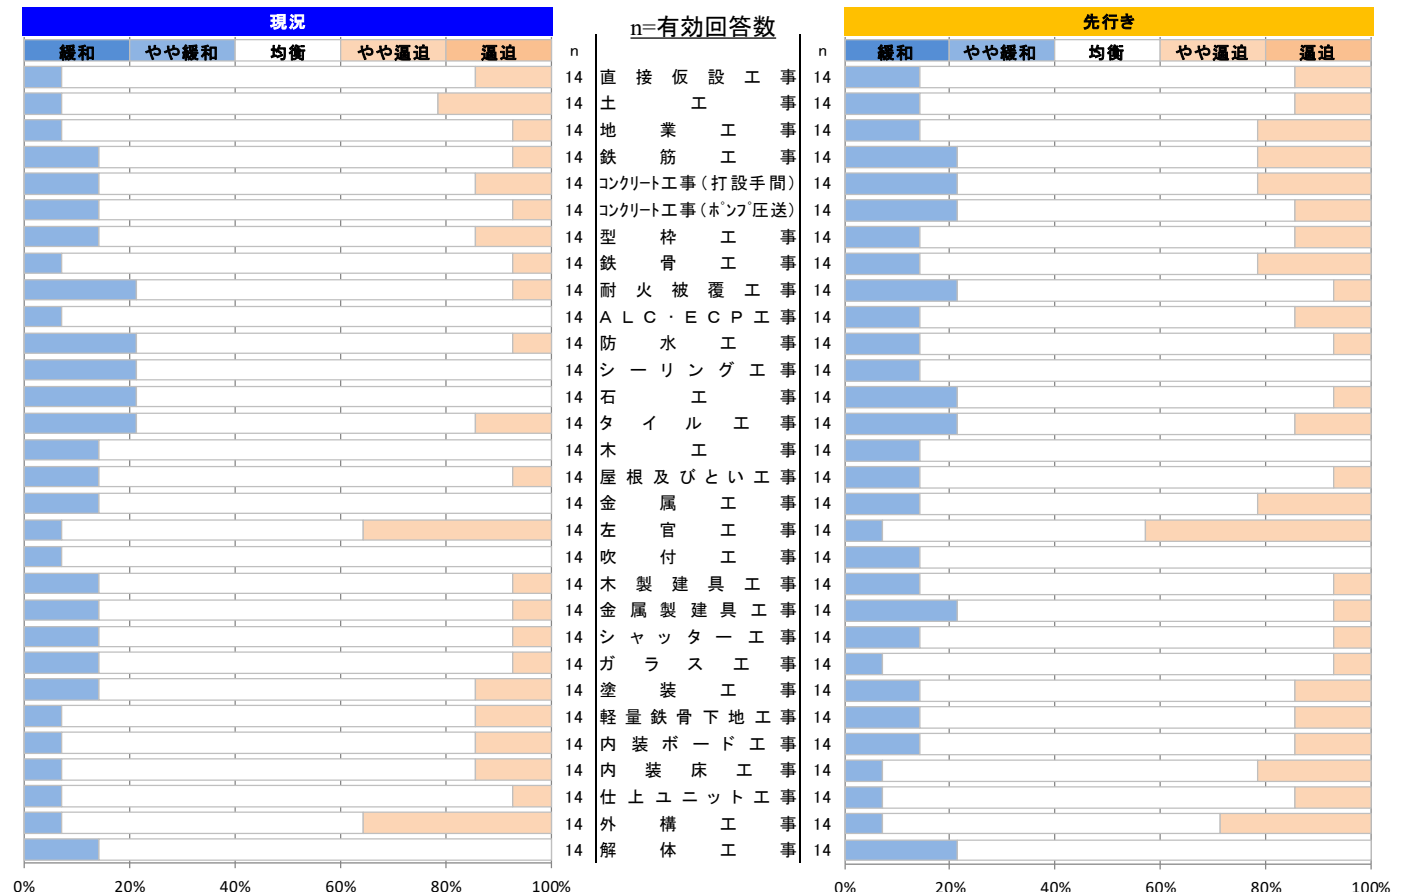 現況
n=有効回答数
先行き
緩和 やや緩和 均衡 やや逼迫 逼迫 n n 緩和 やや緩和 均衡 やや逼迫 逼迫
14 直接仮設工事 14
14 土工事 14
14 地業工事 14
14 鉄筋工事 14
14 コンクリート工事(打設手間) 14
14 コンクリート工事(ポンプ圧送) 14
14 型枠工事 14
14 鉄骨工事 14
14 耐火被覆工事 14
14 ALC・ECP工事 14
14 防水工事 14
14 シーリング工事 14
14 石工事 14
14 タイル工事 14
14 木工事 14
14 屋根及びとい工事 14
14 金属工事 14
14 左官工事 14
14 吹付工事 14
14 木製建具工事 14
14 金属製建具工事 14
14 シャッター工事 14
14 ガラス工事 14
14 塗装工事 14
14 軽量鉄骨下地工事 14
14 内装ボード工事 14
14 内装床工事 14
14 仕上ユニット工事 14
14 外構工事 14
14 解体工事 14
0% 20% 40% 60% 80% 100% 0% 20% 40% 60% 80% 100%